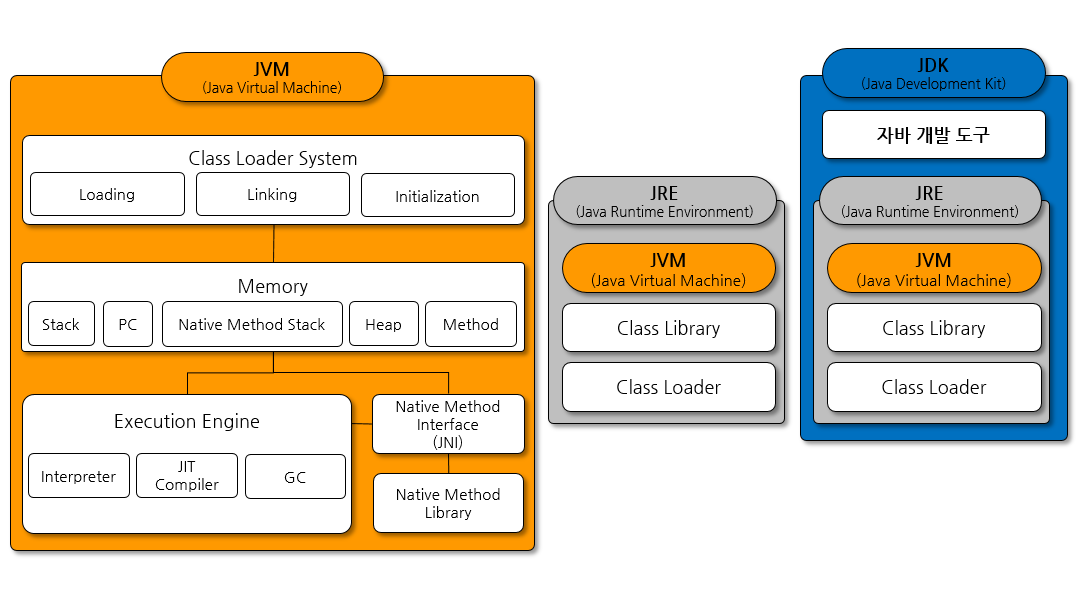 JVM
(Java Virtual Machine)
Class Loader System
Loading
Linking
Initialization
Memory
Stack
PC
Native Method Stack
Heap
Method
Execution Engine
Interpreter
JIT
Compiler
GC
Native Method
Interface
(JNI)
Native Method
Library
JRE
(Java Runtime Environment)
JVM
(Java Virtual Machine)
Class Library
Class Loader
JDK
(Java Development Kit)
자바 개발 도구
JRE
(Java Runtime Environment)
JVM
(Java Virtual Machine)
Class Library
Class Loader